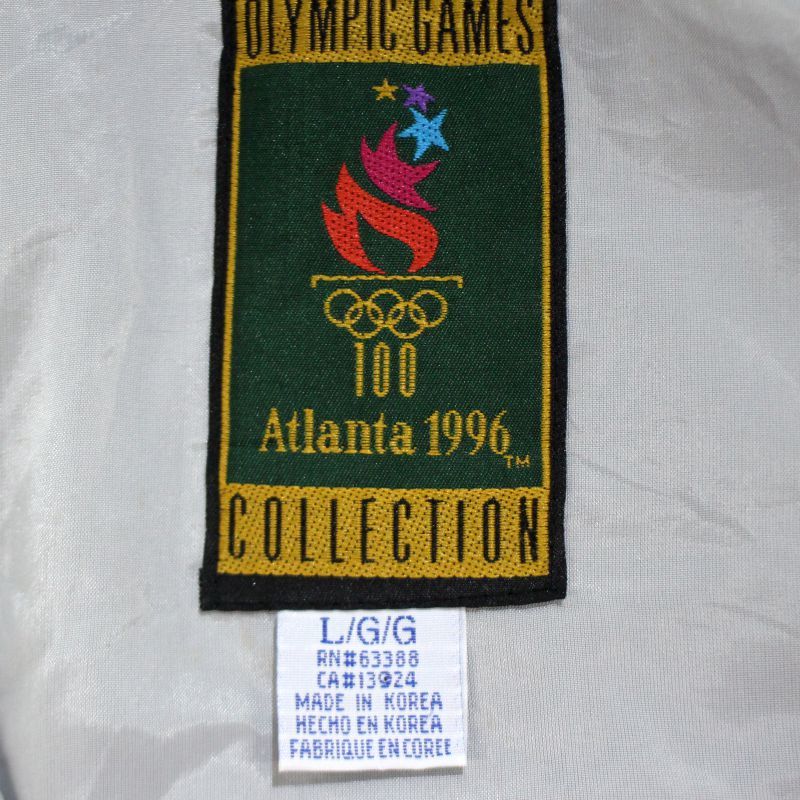 OLYMPIC GAMES
100
Atlanta 1996 TM
COLLECTION
L/G/G
RN#63388
CA#13924
MADE IN KOREA
HECHO EN KOREA
FABRIQUE EN COREE